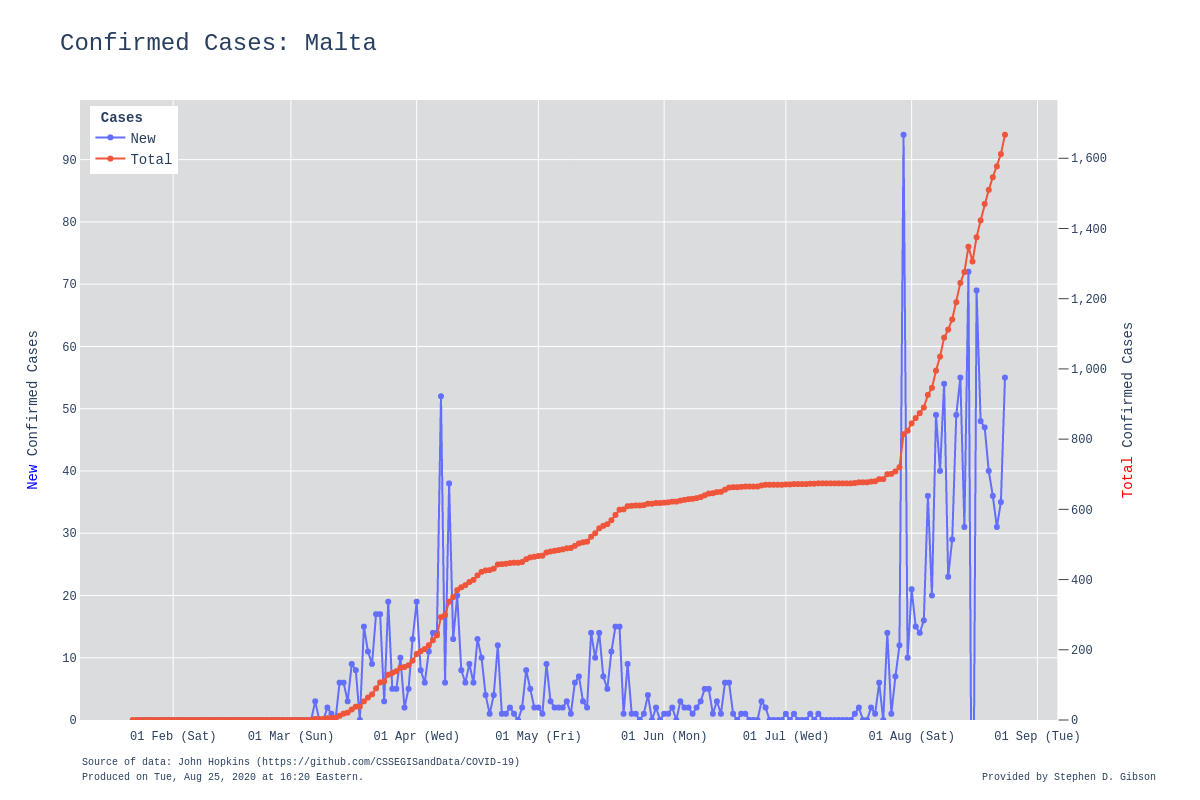 Confirmed Cases: Malta
Cases
New
Total
90
80
70
60
50
40
30
20
10
0
New Confirmed Cases
1,600
1,400
1,200
1,000
800
600
400
200
0
Total Confirmed Cases
01 Feb (Sat) 01 Mar (Sun) 01 Apr (Wed) 01 May (Fri) 01 Jun (Mon) 01 Jul (Wed) 01 Aug (Sat) 01 Sep (Tue)
Source of data: John Hopkins (https://github.com/CSSEGISandData/COVID-19)
Produced on Tue, Aug 25, 2020 at 16:20 Eastern.
Provided by Stephen D. Gibson